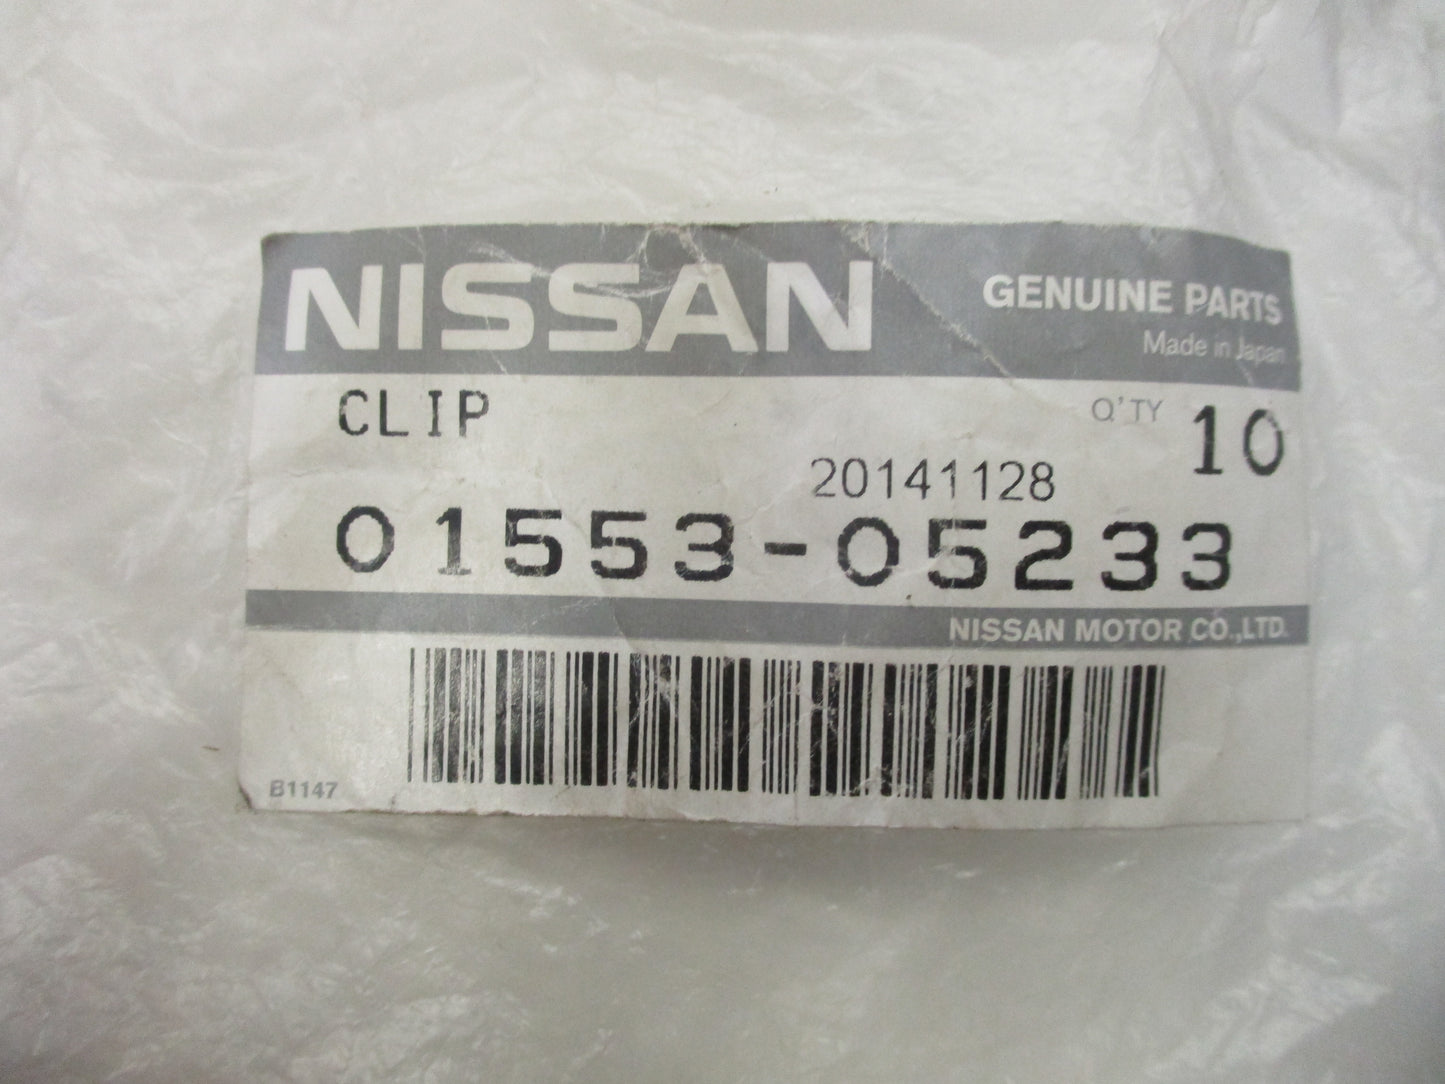 NISSAN
GENUINE PARTS
Made in Japan
CLIP
Q'TY 10
20141128
01553-05233
NISSAN MOTOR CO.,LTD.
B1147